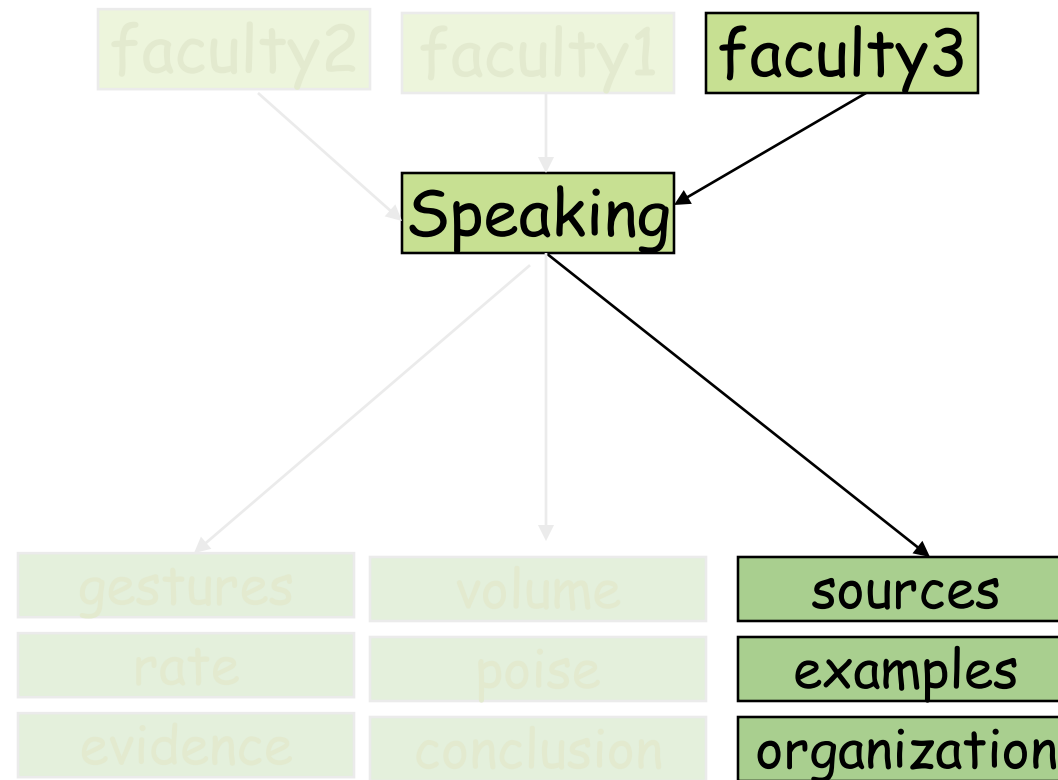 faculty2
faculty1
faculty3
Speaking
gestures
volume
sources
rate
poise
examples
evidence
conclusion
organization